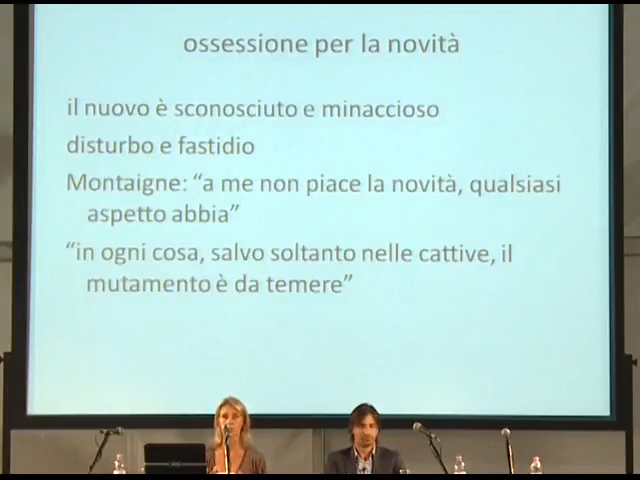 ossessione per la novità
il nuovo è sconosciuto e minaccioso
disturbo e fastidio
Montaigne: “a me non piace la novità, qualsiasi
aspetto abbia”
“in ogni cosa, salvo soltanto nelle cattive, il
mutamento è da temere”